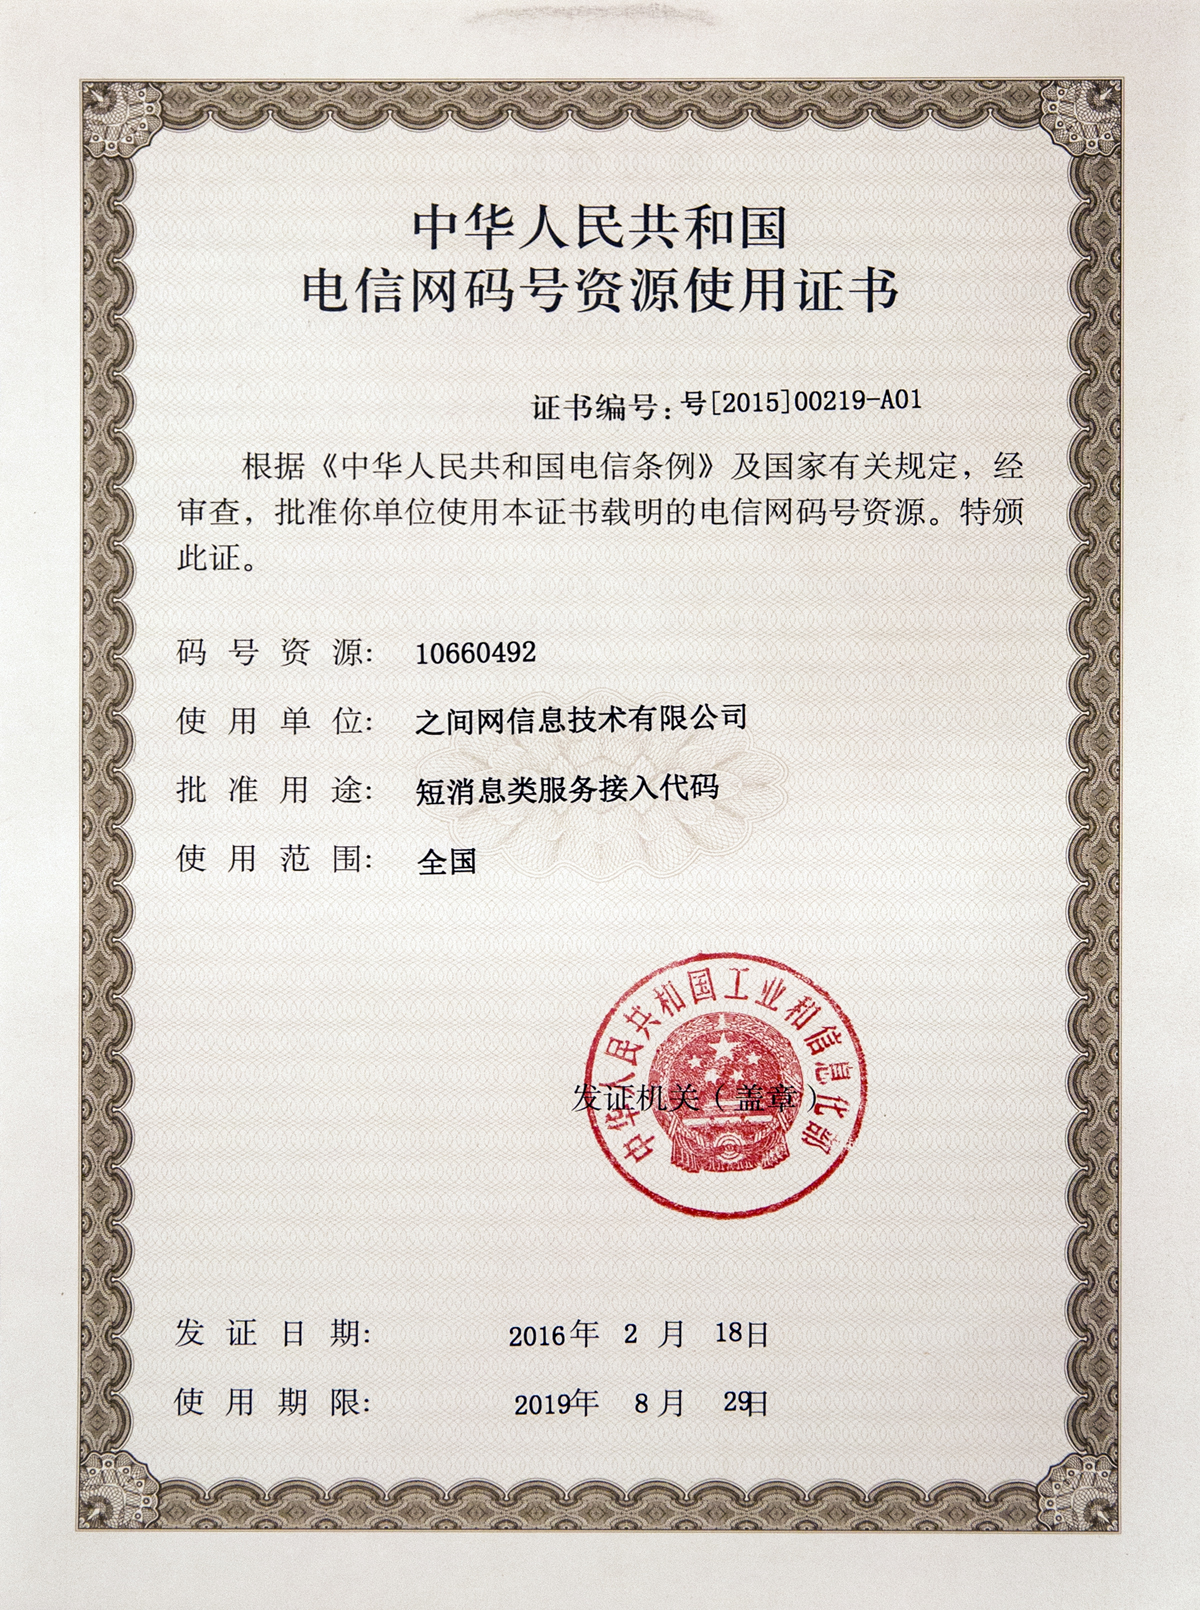 中华人民共和国
电信网码号资源使用证书
证书编号: 号[2015]00219-A01
根据《中华人民共和国电信条例》及国家有关规定，经
审查，批准你单位使用本证书载明的电信网码号资源。特颁
此证。
码号资源: 10660492
使用单位: 之间网信息技术有限公司
批准用途: 短消息类服务接入代码
使用范围: 全国
中华人民共和国工业和信息化部
发证机关（盖章）
发证日期: 2016年 2 月 18日
使用期限: 2019年 8 月 29日